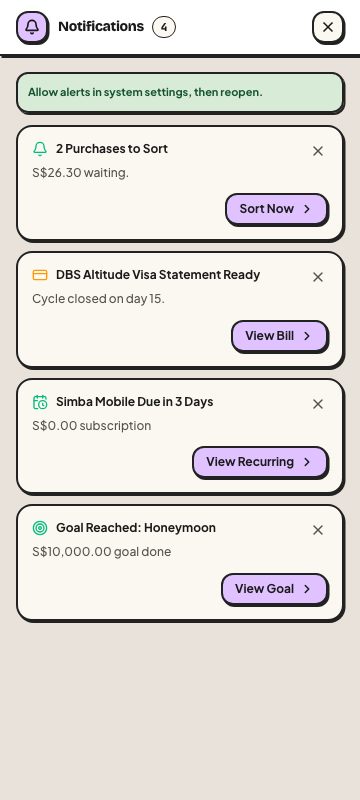 Notifications 4
Allow alerts in system settings, then reopen.
2 Purchases to Sort
S$26.30 waiting.
Sort Now
DBS Altitude Visa Statement Ready
Cycle closed on day 15.
View Bill
Simba Mobile Due in 3 Days
S$0.00 subscription
View Recurring
Goal Reached: Honeymoon
S$10,000.00 goal done
View Goal